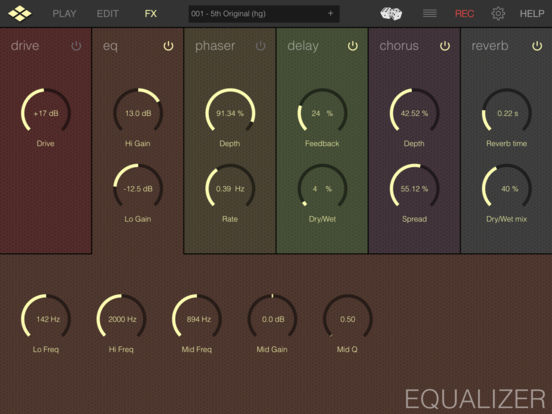 PLAY EDIT FX 001 - 5th Original (hg) + REC HELP
drive eq phaser delay chorus reverb
+17 dB 13.0 dB 91.34 % 24 % 42.52 % 0.22 s
Drive Hi Gain Depth Feedback Depth Reverb time
-12.5 dB 0.39 Hz 4 % 55.12 % 40 %
Lo Gain Rate Dry/Wet Spread Dry/Wet mix
142 Hz 2000 Hz 894 Hz 0.0 dB 0.50
Lo Freq Hi Freq Mid Freq Mid Gain Mid Q
EQUALIZER